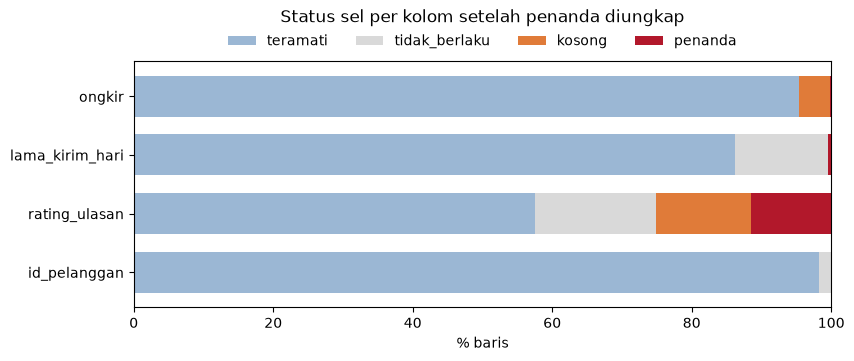 Status sel per kolom setelah penanda diungkap
teramati tidak_berlaku kosong penanda
ongkir
lama_kirim_hari
rating_ulasan
id_pelanggan
0 20 40 60 80 100
% baris